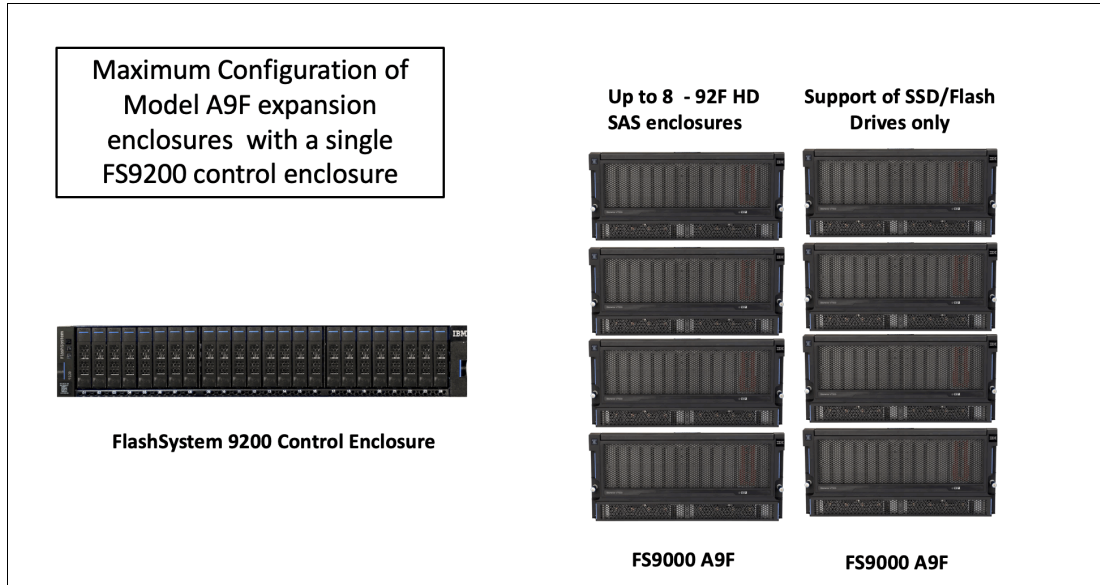 Maximum Configuration of
Model A9F expansion
enclosures with a single
FS9200 control enclosure
Up to 8 - 92F HD
SAS enclosures
Support of SSD/Flash
Drives only
IBM
FlashSystem 9200 Control Enclosure
FS9000 A9F
FS9000 A9F